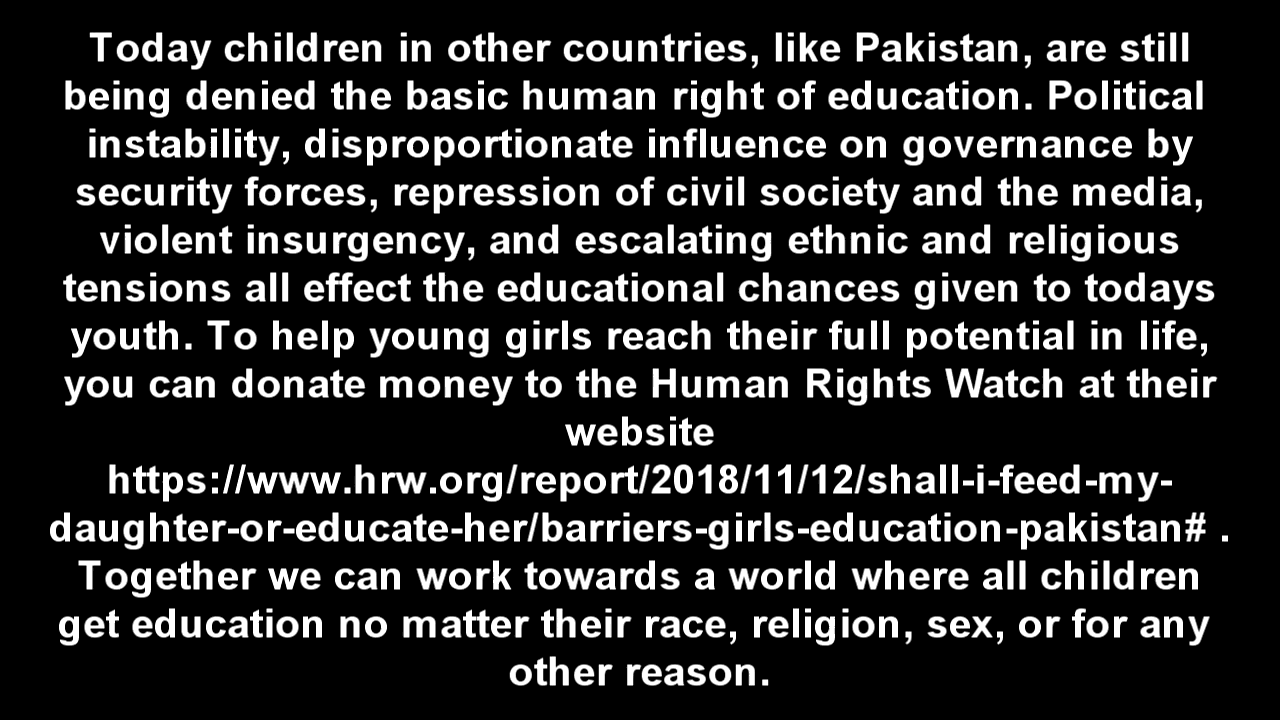 Today children in other countries, like Pakistan, are still
being denied the basic human right of education. Political
instability, disproportionate influence on governance by
security forces, repression of civil society and the media,
violent insurgency, and escalating ethnic and religious
tensions all effect the educational chances given to todays
youth. To help young girls reach their full potential in life,
you can donate money to the Human Rights Watch at their
website
https://www.hrw.org/report/2018/11/12/shall-i-feed-my-
daughter-or-educate-her/barriers-girls-education-pakistan# .
Together we can work towards a world where all children
get education no matter their race, religion, sex, or for any
other reason.